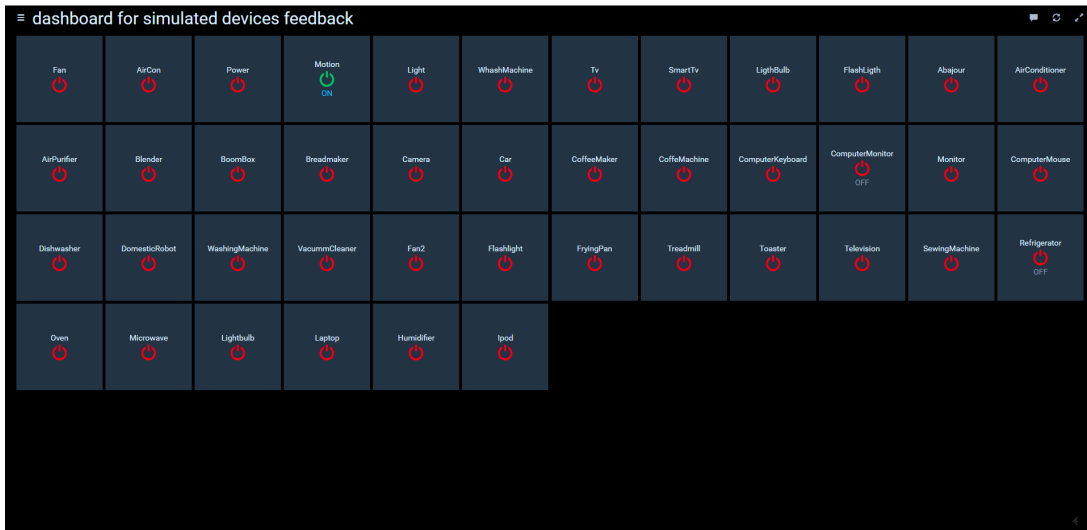 dashboard for simulated devices feedback
Fan AirCon Power Motion Light WhashMachine Tv SmartTv LigthBulb FlashLigth Abajour AirConditioner
ON
AirPurifier Blender BoomBox Breadmaker Camera Car CoffeeMaker CoffeMachine ComputerKeyboard ComputerMonitor Monitor ComputerMouse
OFF
Dishwasher DomesticRobot WashingMachine VacummCleaner Fan2 Flashlight FryingPan Treadmill Toaster Television SewingMachine Refrigerator
OFF
Oven Microwave Lightbulb Laptop Humidifier Ipod